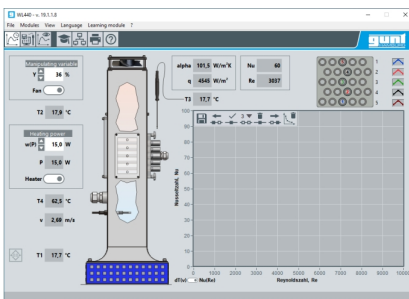 WL440 - v. 19.1.1.8
File Modules View Language Learning module ?
gunt
Manipulating variable
Y 36 %
Fan
T2 17,9 °C
Heating power
w(P) 15,0 W
P 15,0 W
Heater
T4 62,5 °C
v 2,69 m/s
T1 17,7 °C
alpha 101,5 W/m²K
Nu 60
q 4545 W/m²
Re 3037
T3 17,7 °C
1
2
3
4
5
3
Nusseltzahl, Nu
100
90
80
70
60
50
40
30
20
10
0
0 1000 2000 3000 4000 5000 6000 7000 8000 9000 10000
dT(v) Nu(Re) Reynoldszahl, Re